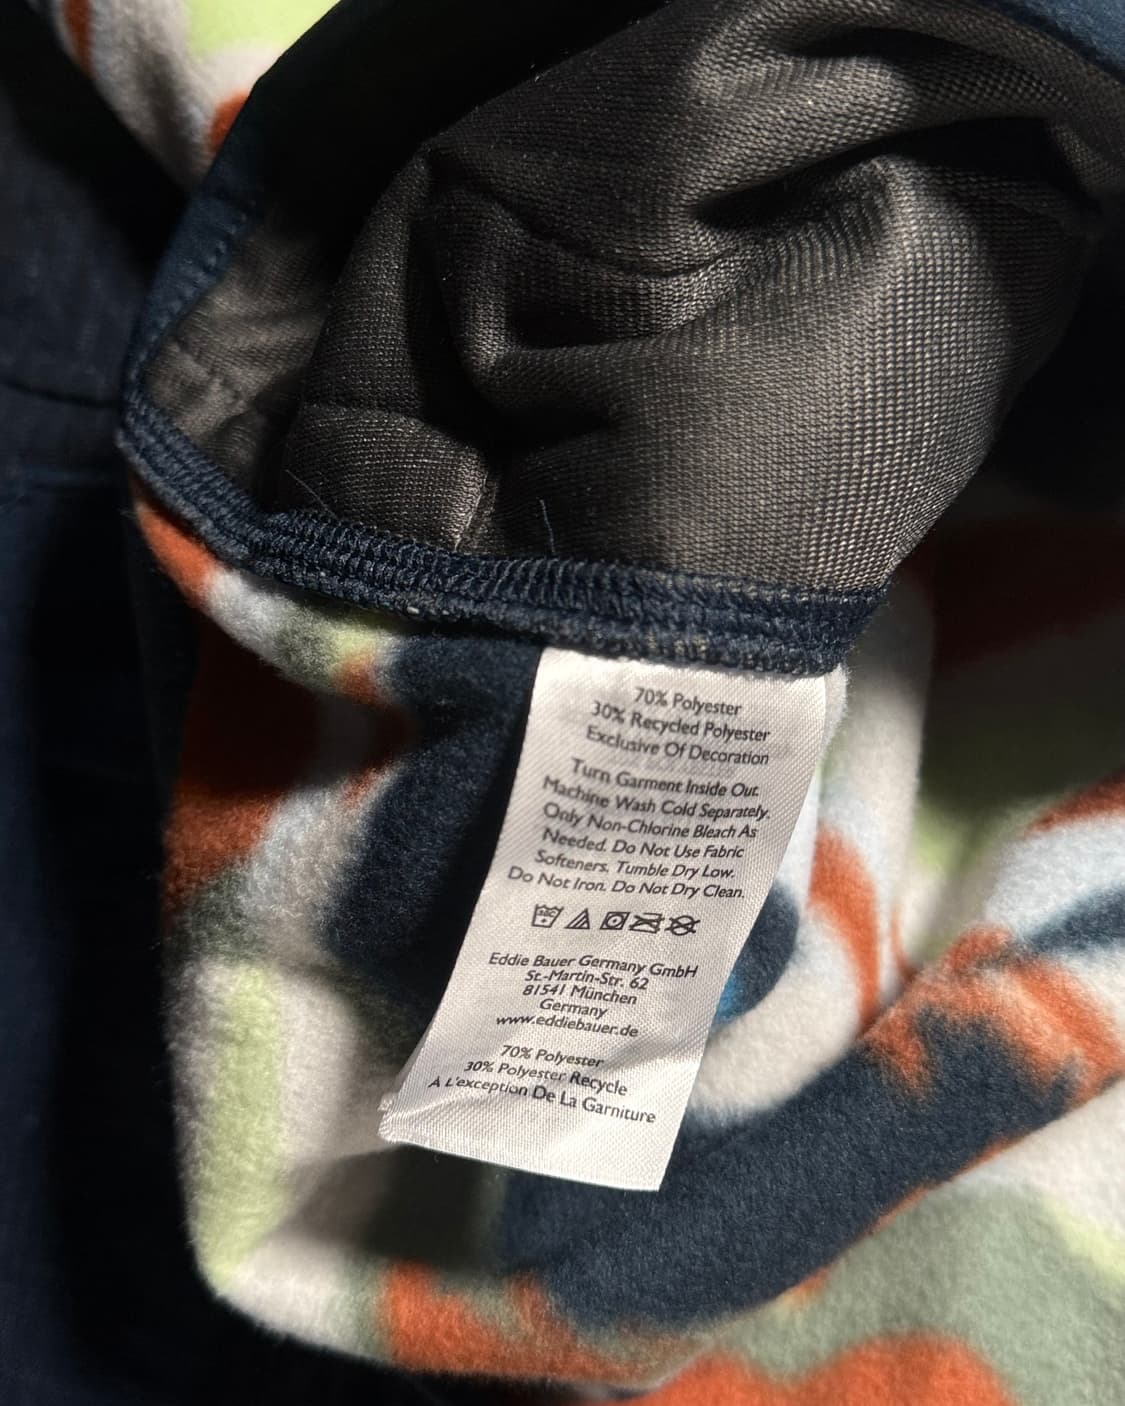 70% Polyester
30% Recycled Polyester
Exclusive Of Decoration
Turn Garment Inside Out.
Machine Wash Cold Separately.
Only Non-Chlorine Bleach As
Needed. Do Not Use Fabric
Softeners. Tumble Dry Low.
Do Not Iron. Do Not Dry Clean.
Eddie Bauer Germany GmbH
St.-Martin-Str. 62
81541 München
Germany
www.eddiebauer.de
70% Polyester
30% Polyester Recycle
A L'exception De La Garniture